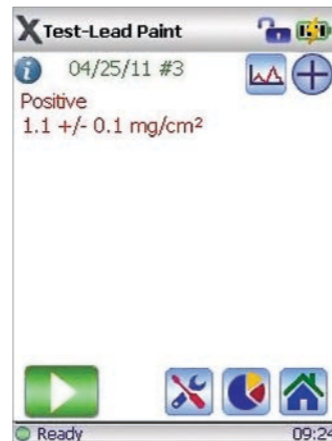 X Test-Lead Paint
04/25/11 #3
Positive
1.1 +/- 0.1 mg/cm²
Ready 09:24